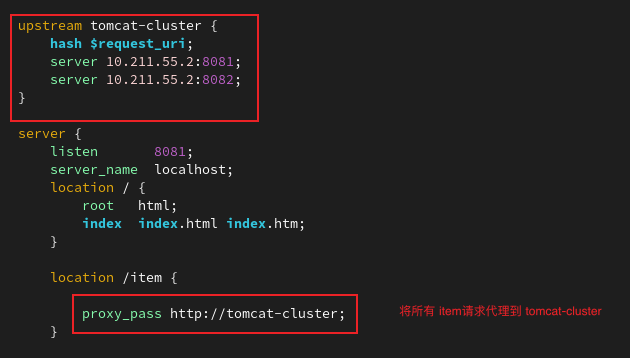 upstream tomcat-cluster {
    hash $request_uri;
    server 10.211.55.2:8081;
    server 10.211.55.2:8082;
}
server {
    listen       8081;
    server_name  localhost;
    location / {
        root   html;
        index  index.html index.htm;
    }
    location /item {
        proxy_pass http://tomcat-cluster; 将所有 item请求代理到 tomcat-cluster
    }